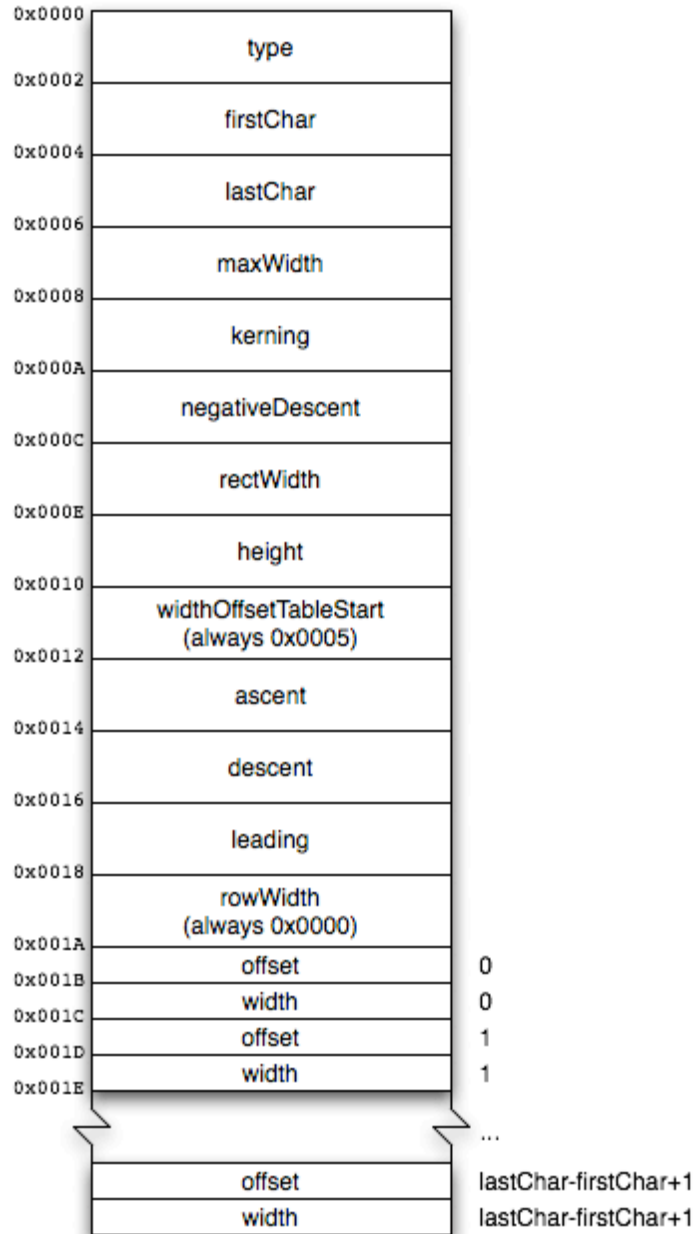 0x0000
type
0x0002
firstChar
0x0004
lastChar
0x0006
maxWidth
0x0008
kerning
0x000A
negativeDescent
0x000C
rectWidth
0x000E
height
0x0010
widthOffsetTableStart
(always 0x0005)
0x0012
ascent
0x0014
descent
0x0016
leading
0x0018
rowWidth
(always 0x0000)
0x001A
offset 0
0x001B
width 0
0x001C
offset 1
0x001D
width 1
0x001E
...
offset lastChar-firstChar+1
width lastChar-firstChar+1